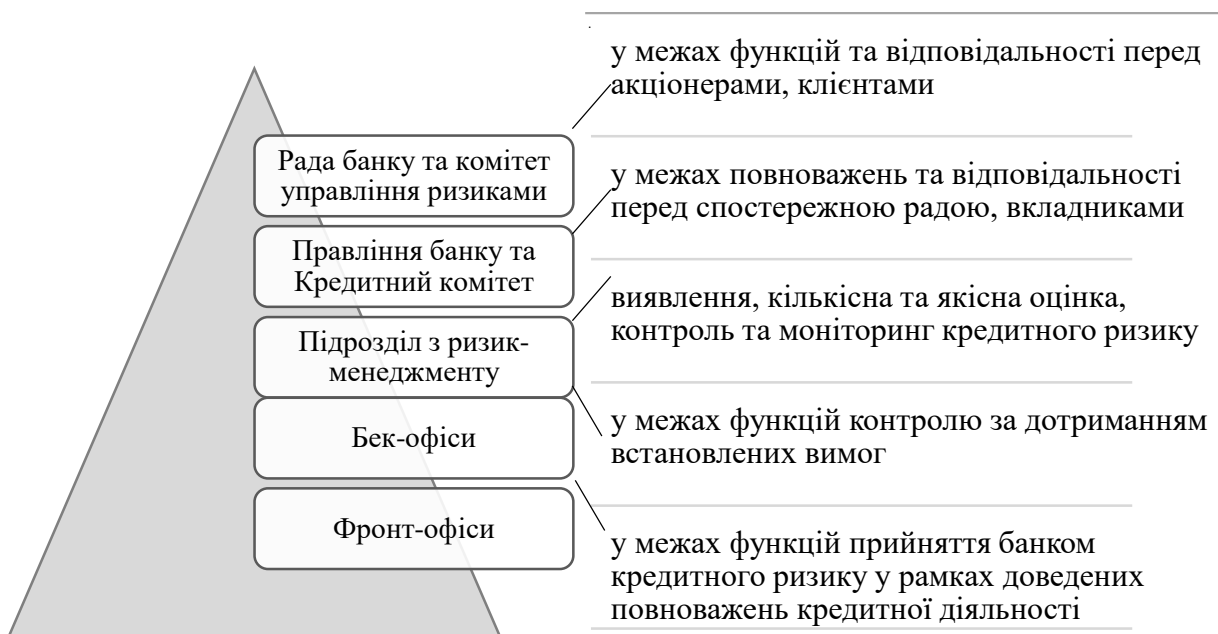 у межах функцій та відповідальності перед
акціонерами, клієнтами
Рада банку та комітет
управління ризиками
у межах повноважень та відповідальності
перед спостережною радою, вкладниками
Правління банку та
Кредитний комітет
виявлення, кількісна та якісна оцінка,
контроль та моніторинг кредитного ризику
Підрозділ з ризик-
менеджменту
у межах функцій контролю за дотриманням
встановлених вимог
Бек-офіси
у межах функцій прийняття банком
кредитного ризику у рамках доведених
повноважень кредитної діяльності
Фронт-офіси